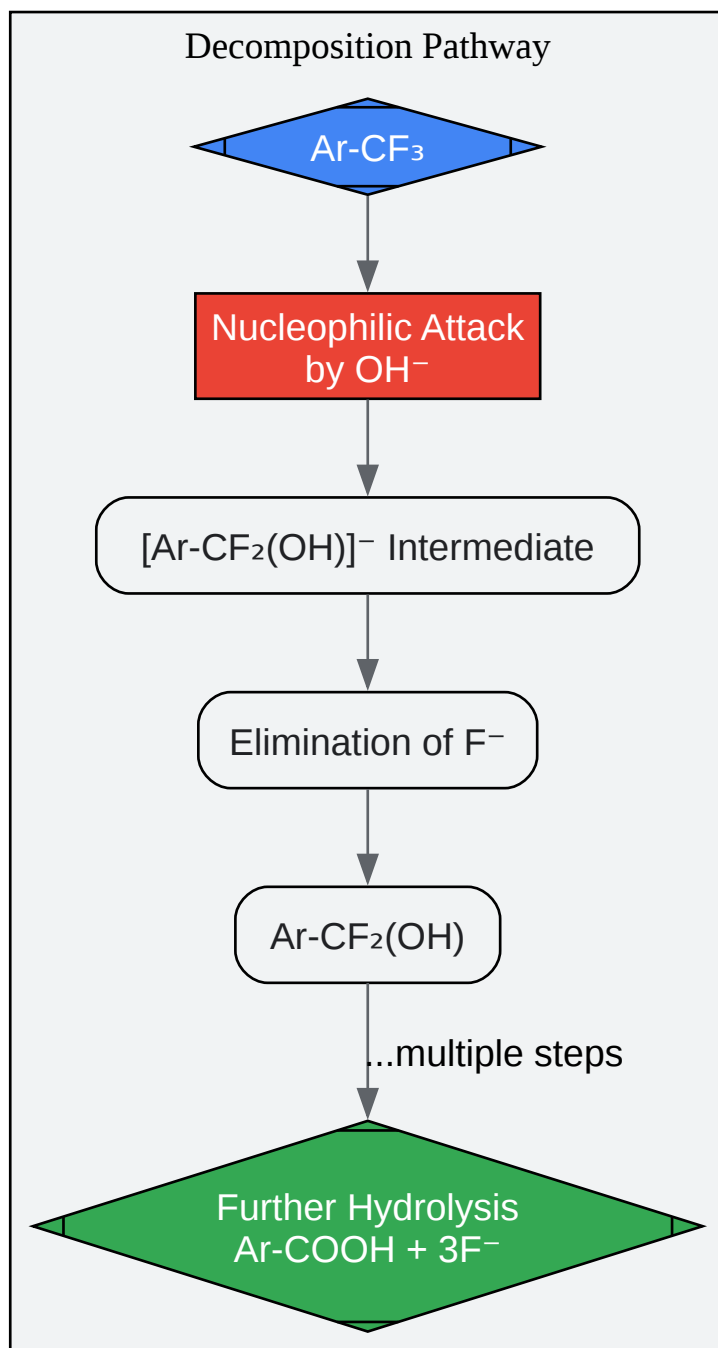 Decomposition Pathway
Ar-CF₃
Nucleophilic Attack
by OH⁻
[Ar-CF₂(OH)]⁻ Intermediate
Elimination of F⁻
Ar-CF₂(OH)
...multiple steps
Further Hydrolysis
Ar-COOH + 3F⁻